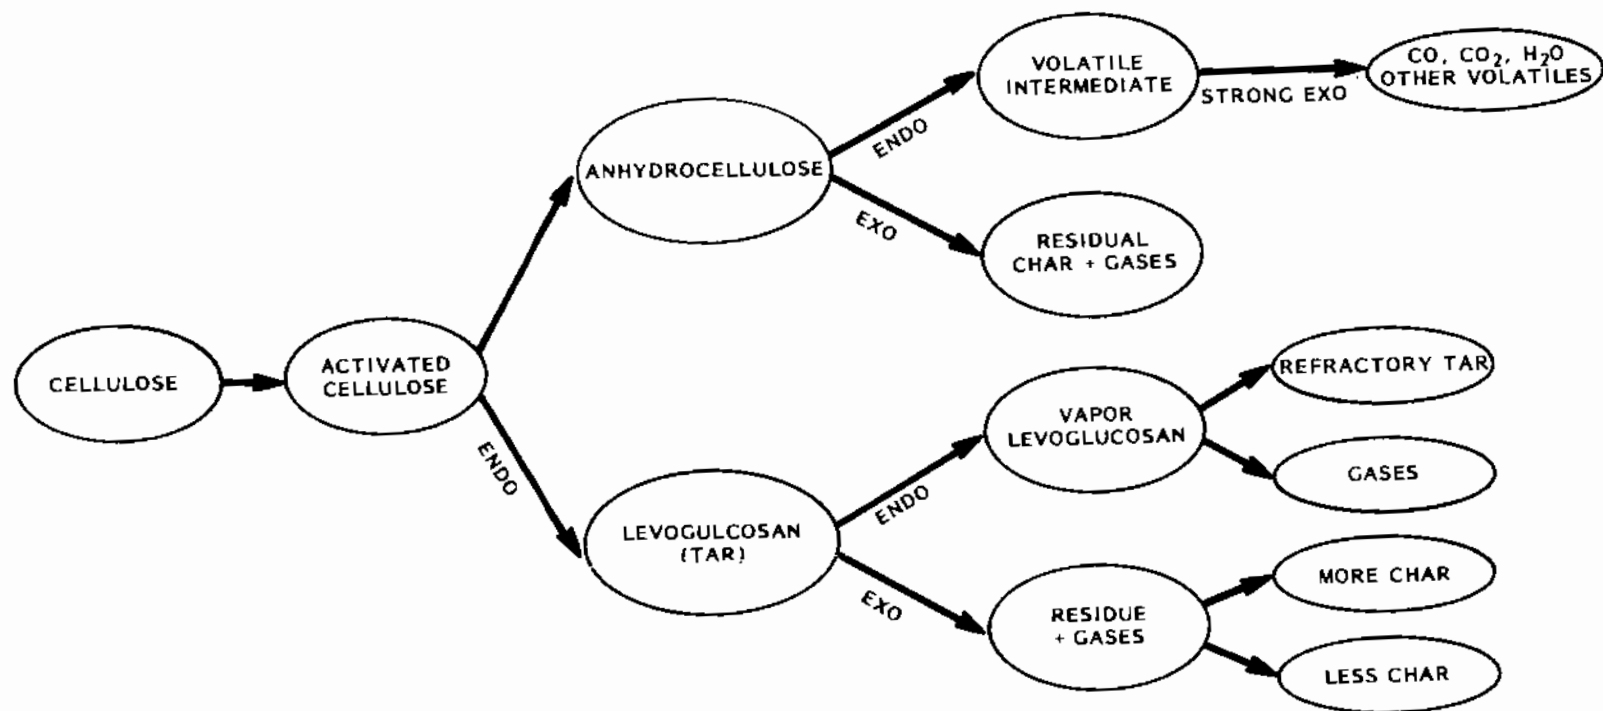 CELLULOSE
ACTIVATED
CELLULOSE
ANHYDROCELLULOSE
ENDO
VOLATILE
INTERMEDIATE
STRONG EXO
CO, CO₂, H₂O
OTHER VOLATILES
EXO
RESIDUAL
CHAR + GASES
ENDO
LEVOGULCOSAN
(TAR)
ENDO
VAPOR
LEVOGLUCOSAN
REFRACTORY TAR
GASES
EXO
RESIDUE
+ GASES
MORE CHAR
LESS CHAR